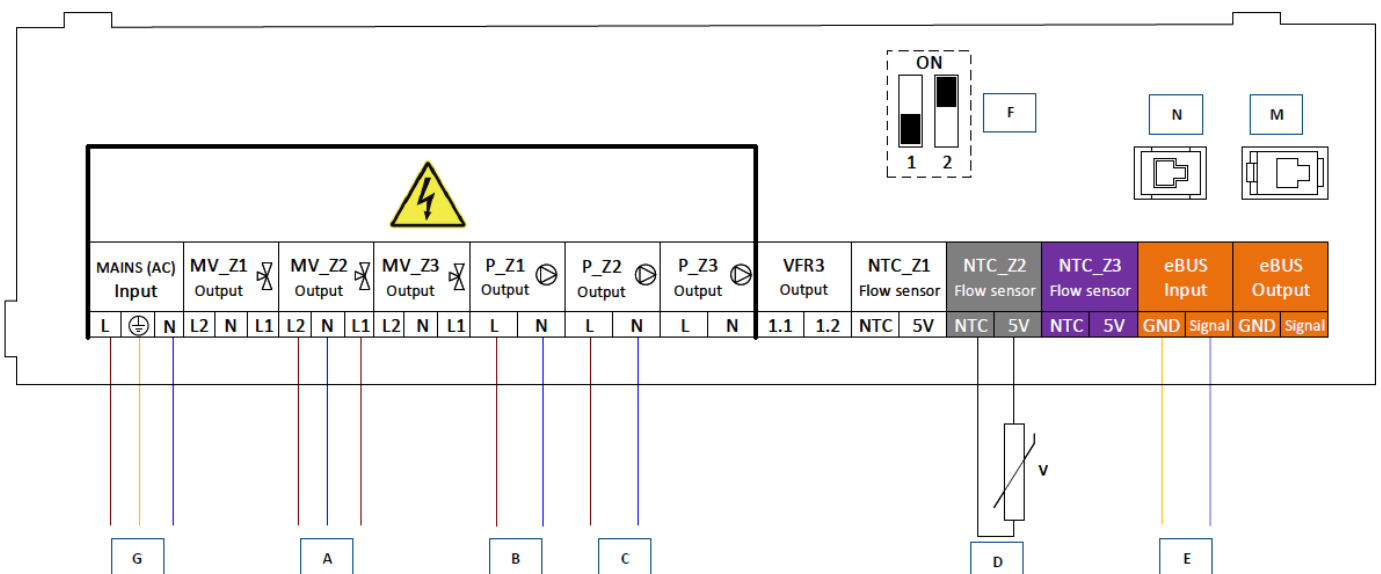 ON
F
N
M
1 2
MAINS (AC) MV_Z1 MV_Z2 MV_Z3 P_Z1 P_Z2 P_Z3 VFR3 NTC_Z1 NTC_Z2 NTC_Z3 eBUS eBUS
Input Output Output Output Output Output Output Output Flow sensor Flow sensor Flow sensor Input Output
L N L2 N L1 L2 N L1 L2 N L1 L N L N L N 1.1 1.2 NTC 5V NTC 5V NTC 5V GND Signal GND Signal
V
G A B C D E